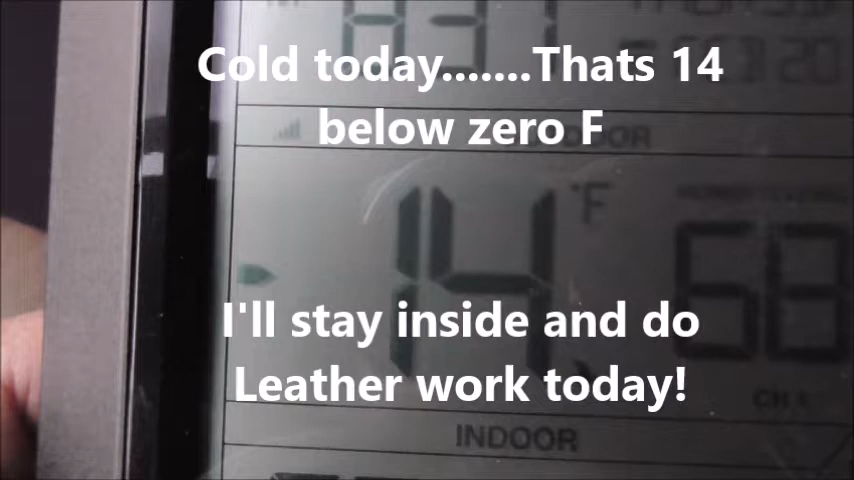 Cold today.......Thats 14
below zero F
14 °F
68
I'll stay inside and do
Leather work today!
INDOOR